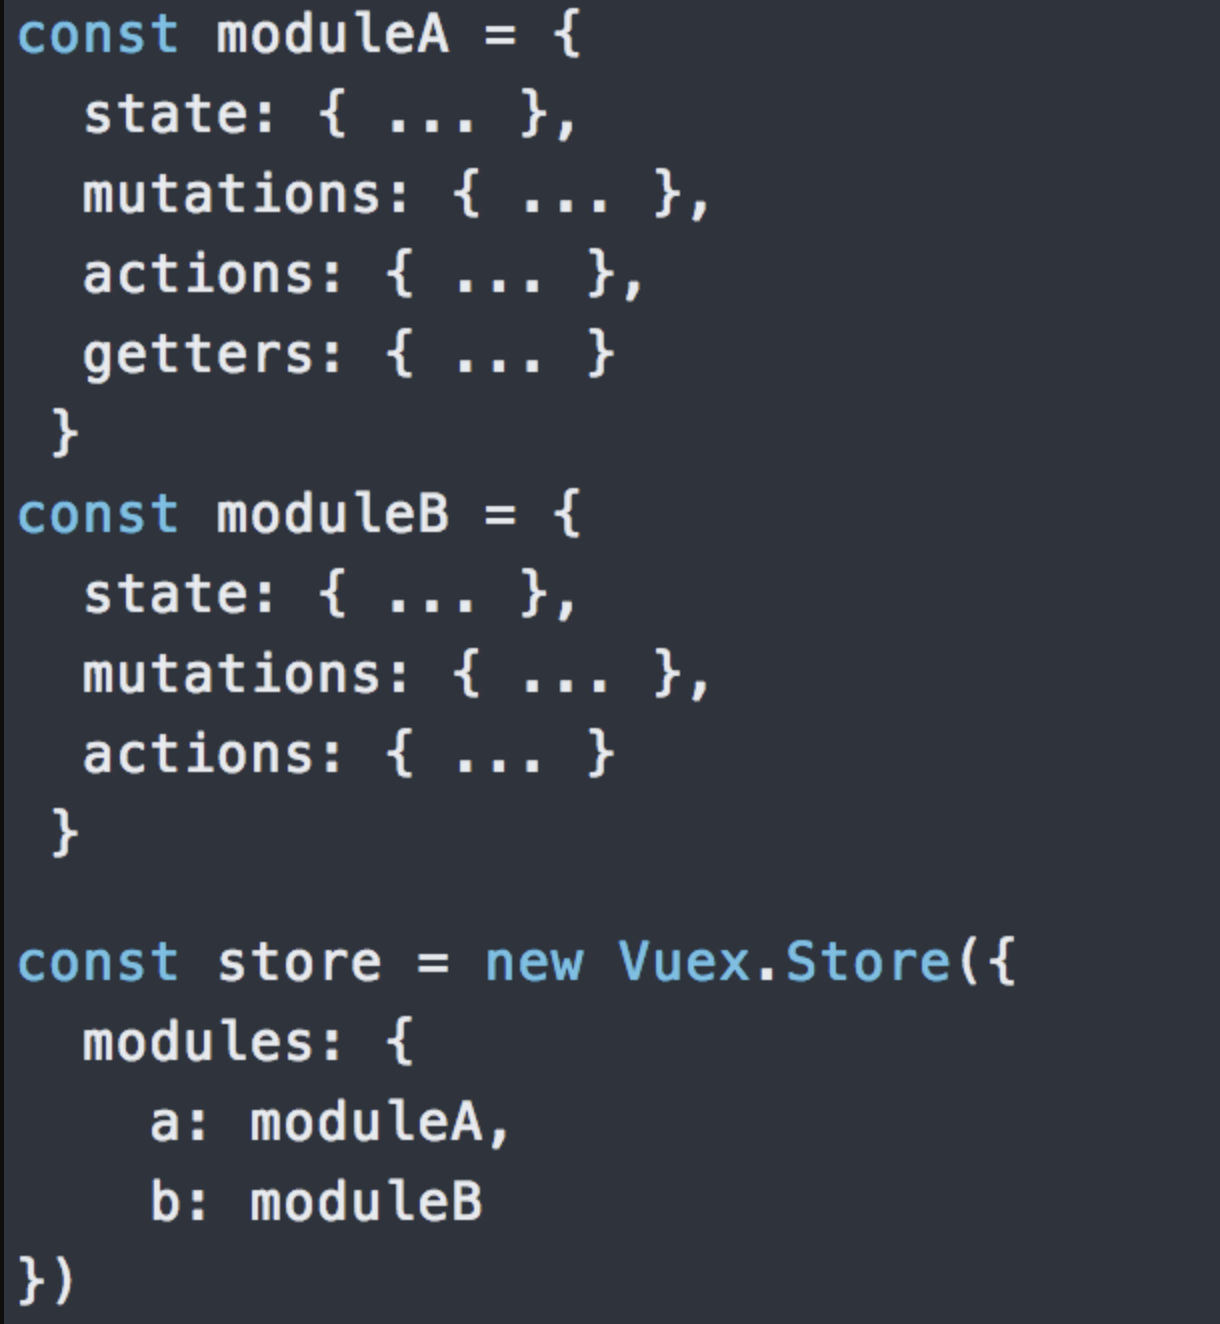 const moduleA = {
  state: { ... },
  mutations: { ... },
  actions: { ... },
  getters: { ... }
 }
const moduleB = {
  state: { ... },
  mutations: { ... },
  actions: { ... }
 }

const store = new Vuex.Store({
  modules: {
    a: moduleA,
    b: moduleB
})